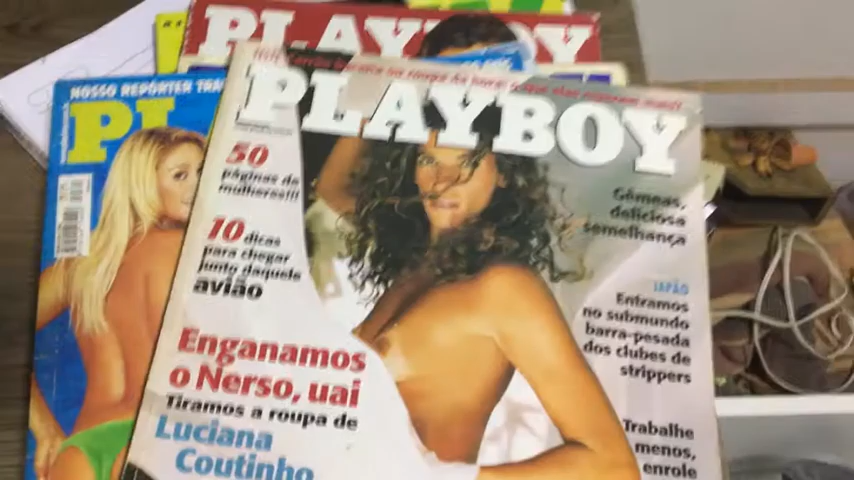 PLAYBOY
NOSSO REPÓRTER TRA
PL
PLAYBOY
50
páginas de
mulheres!!!
10 dicas
para chegar
junto daquele
avião
Enganamos
o Nerso, uai
Tiramos a roupa de
Luciana
Coutinho
Gêmeas,
deliciosa
semelhança
JAPÃO
Entramos
no submundo
barra-pesada
dos clubes de
strippers
Trabalhe
menos,
enrole